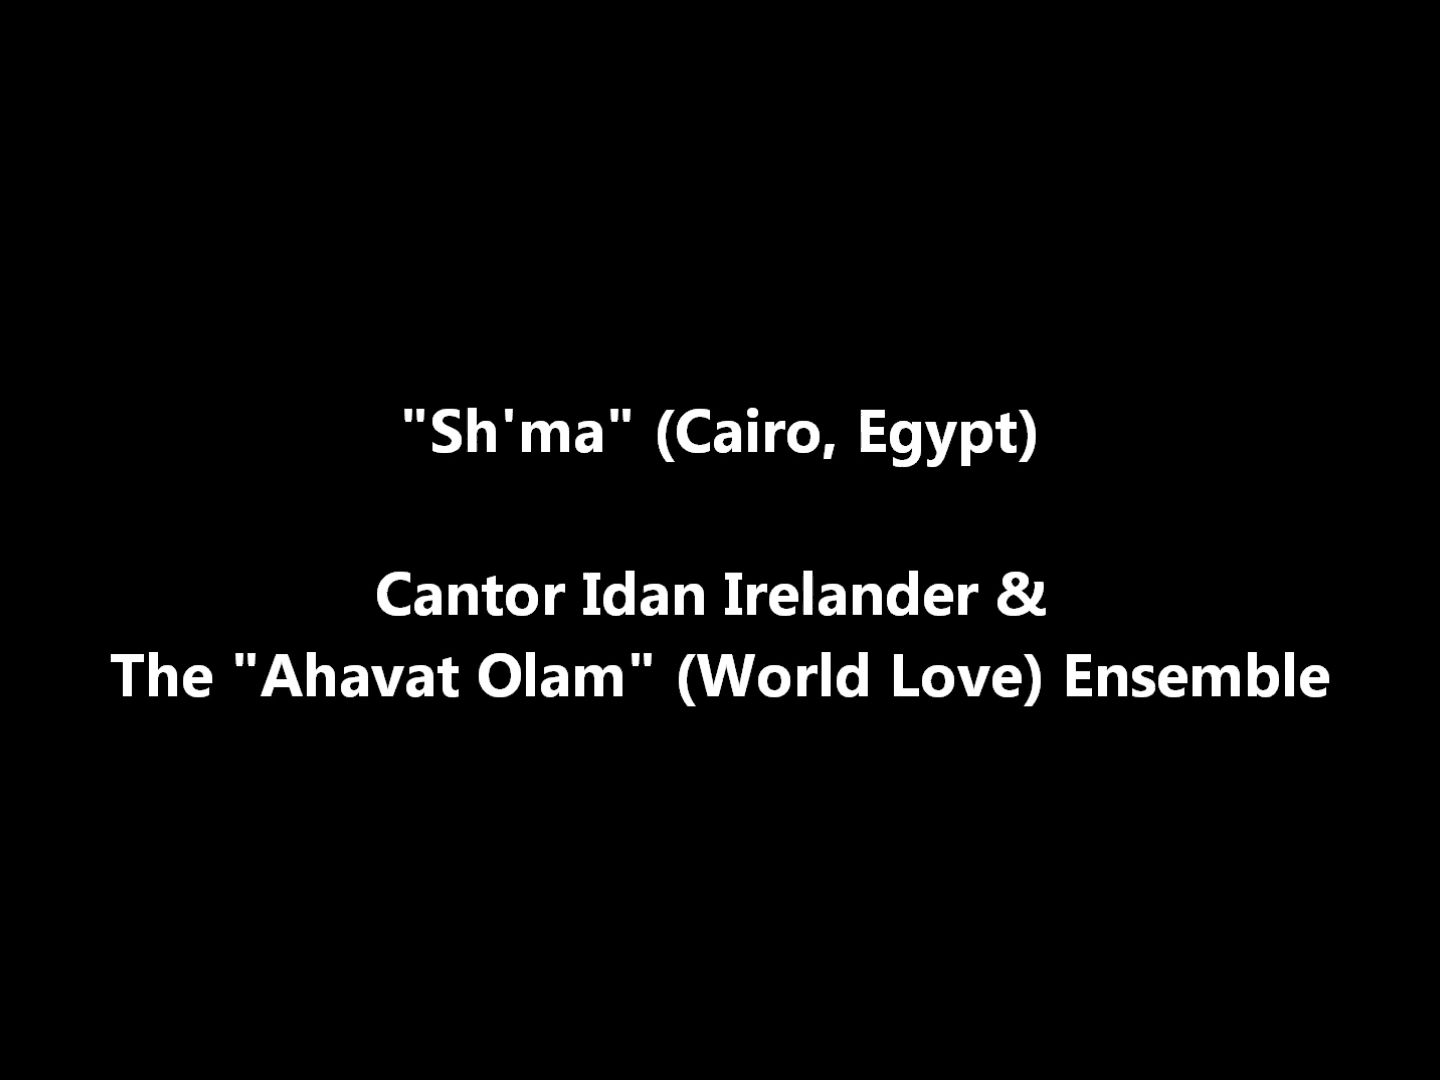 "Sh'ma" (Cairo, Egypt)
Cantor Idan Irelander &
The "Ahavat Olam" (World Love) Ensemble